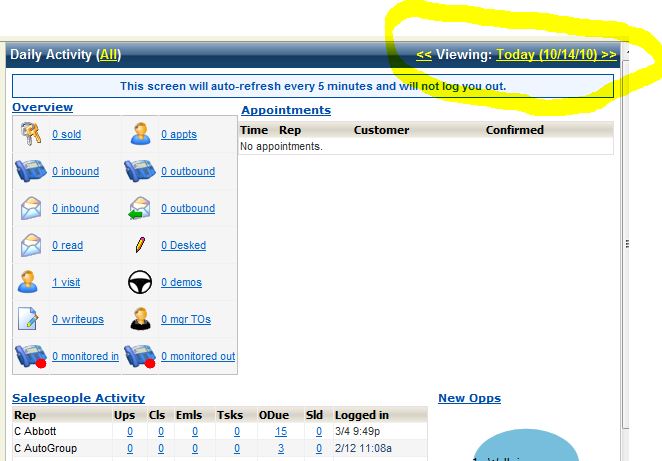 Daily Activity (All)
<< Viewing: Today (10/14/10) >>
This screen will auto-refresh every 5 minutes and will not log you out.
Overview
0 sold 0 appts
0 inbound 0 outbound
0 inbound 0 outbound
0 read 0 Desked
1 visit 0 demos
0 writeups 0 mgr TOs
0 monitored in 0 monitored out
Appointments
Time Rep Customer Confirmed
No appointments.
Salespeople Activity
Rep Ups Cls Emls Tsks ODue Sld Logged in
C Abbott 0 0 0 0 15 0 3/4 9:49p
C AutoGroup 0 0 0 0 3 0 2/12 11:08a
New Opps